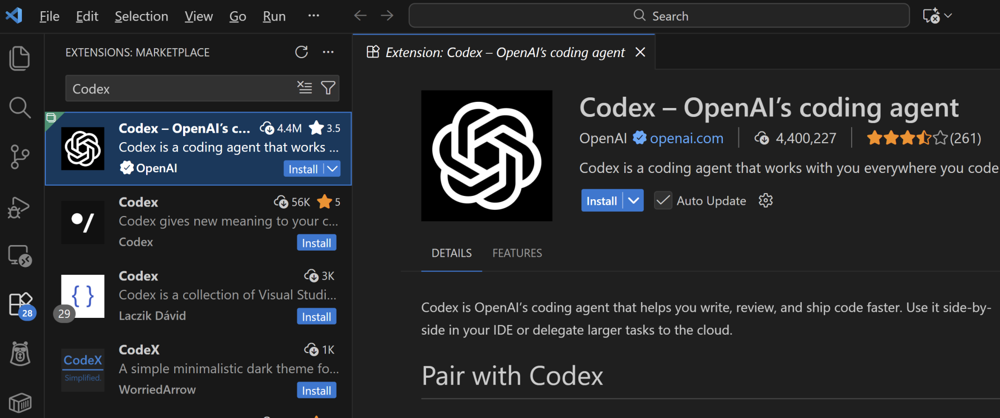 File Edit Selection View Go Run ··· Search
EXTENSIONS: MARKETPLACE
Codex
Codex – OpenAI’s c... 4.4M 3.5
Codex is a coding agent that works ...
OpenAI Install
Codex 56K 5
Codex gives new meaning to your c...
Codex Install
Codex 3K
Codex is a collection of Visual Studi...
Laczik Dávid Install
29
28
CodeX 1K
A simple minimalistic dark theme fo...
WorriedArrow Install
CodeX
Simplified.
Extension: Codex – OpenAI’s coding agent
Codex – OpenAI’s coding agent
OpenAI openai.com 4,400,227 (261)
Codex is a coding agent that works with you everywhere you code
Install Auto Update
DETAILS FEATURES
Codex is OpenAI’s coding agent that helps you write, review, and ship code faster. Use it side-by-
side in your IDE or delegate larger tasks to the cloud.
Pair with Codex